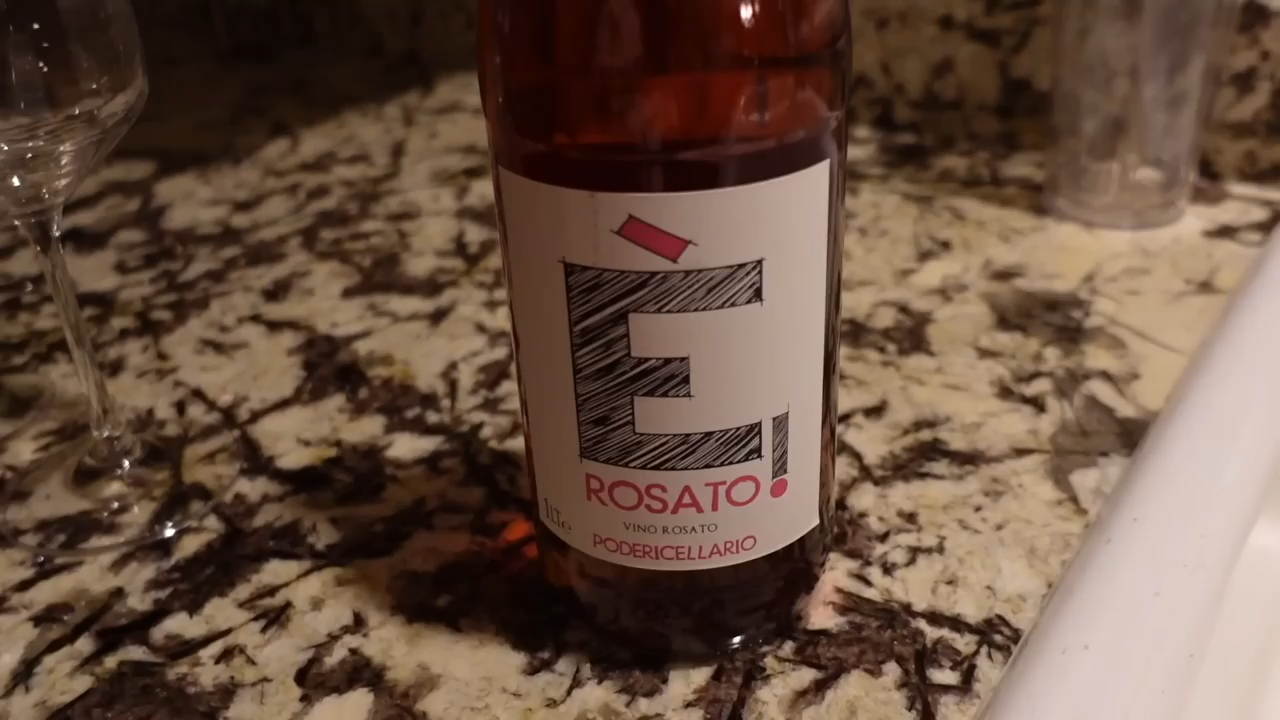 È!
ROSATO
1LTe
VINO ROSATO
PODERICELLARIO